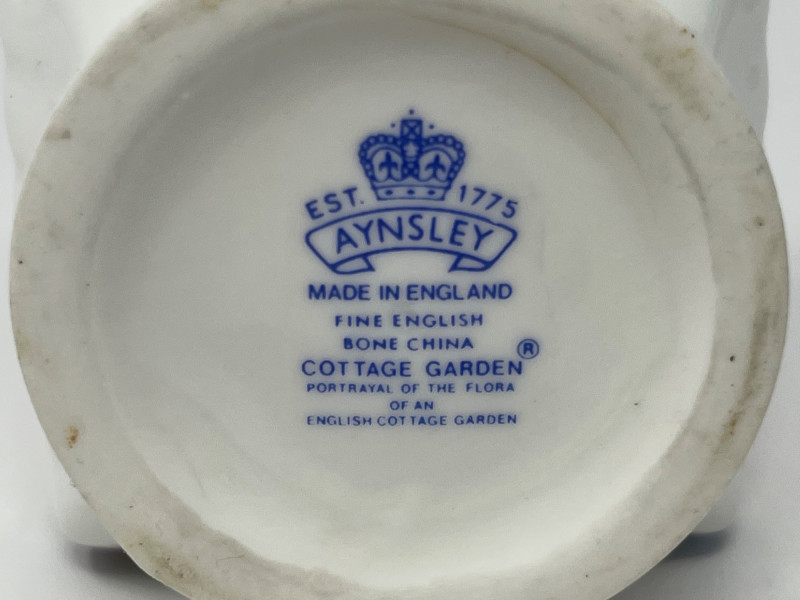 EST. 1775
AYNSLEY
MADE IN ENGLAND
FINE ENGLISH
BONE CHINA
COTTAGE GARDEN®
PORTRAYAL OF THE FLORA
OF AN
ENGLISH COTTAGE GARDEN